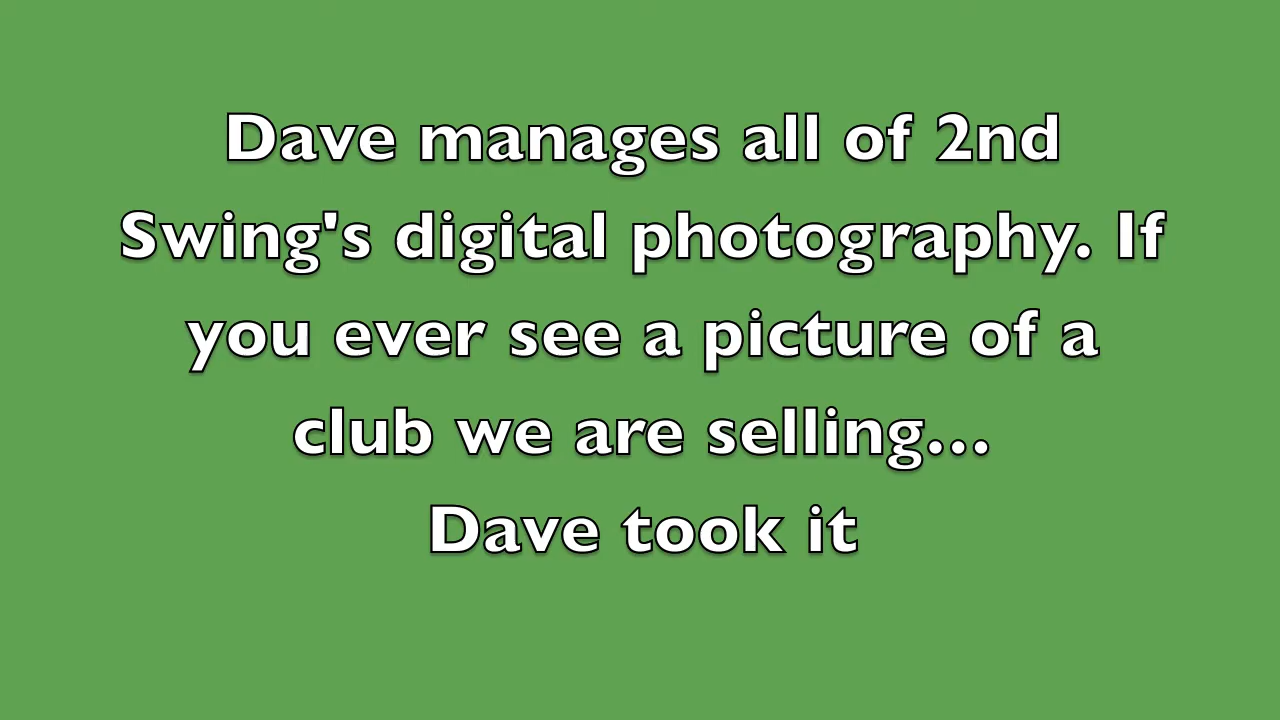 Dave manages all of 2nd
Swing's digital photography. If
you ever see a picture of a
club we are selling...
Dave took it